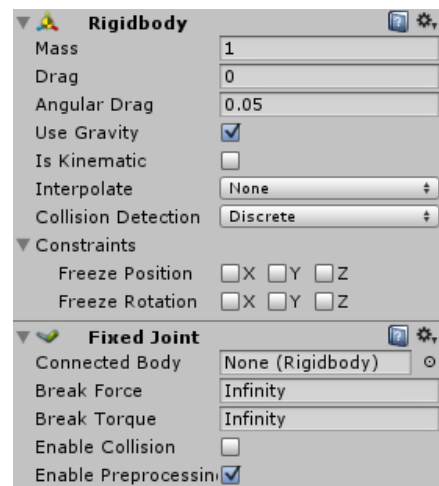 Rigidbody
Mass 1
Drag 0
Angular Drag 0.05
Use Gravity
Is Kinematic
Interpolate None
Collision Detection Discrete
Constraints
Freeze Position X Y Z
Freeze Rotation X Y Z
Fixed Joint
Connected Body None (Rigidbody)
Break Force Infinity
Break Torque Infinity
Enable Collision
Enable Preprocessin